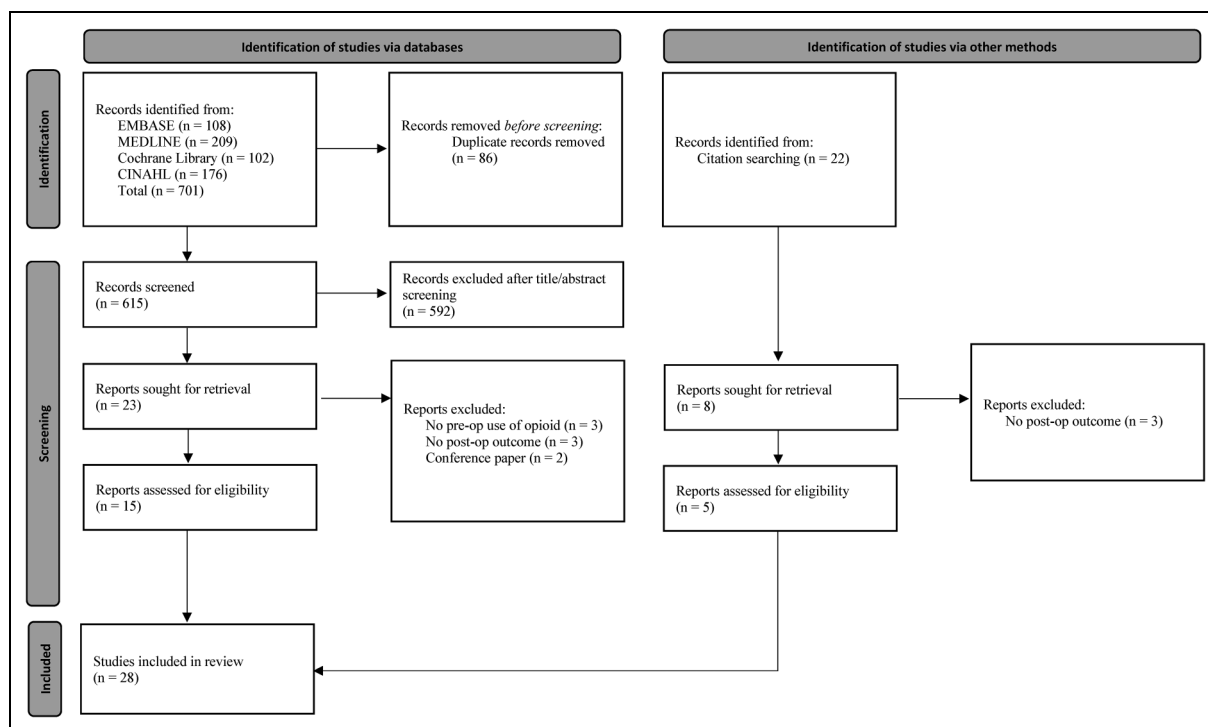 Identification of studies via databases
Identification of studies via other methods
Identification
Records identified from:
EMBASE (n = 108)
MEDLINE (n = 209)
Cochrane Library (n = 102)
CINAHL (n = 176)
Total (n = 701)
Records removed before screening:
Duplicate records removed
(n = 86)
Records identified from:
Citation searching (n = 22)
Screening
Records screened
(n = 615)
Records excluded after title/abstract
screening
(n = 592)
Reports sought for retrieval
(n = 23)
Reports excluded:
No pre-op use of opioid (n = 3)
No post-op outcome (n = 3)
Conference paper (n = 2)
Reports sought for retrieval
(n = 8)
Reports excluded:
No post-op outcome (n = 3)
Reports assessed for eligibility
(n = 15)
Reports assessed for eligibility
(n = 5)
Included
Studies included in review
(n = 28)